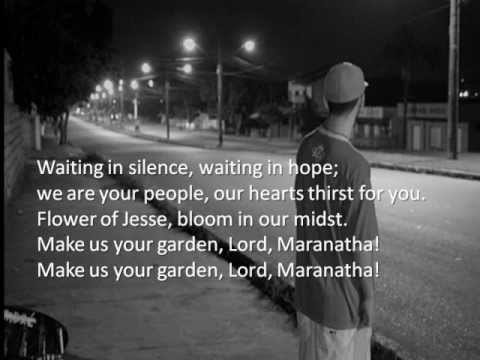 Waiting in silence, waiting in hope;
we are your people, our hearts thirst for you.
Flower of Jesse, bloom in our midst.
Make us your garden, Lord, Maranatha!
Make us your garden, Lord, Maranatha!